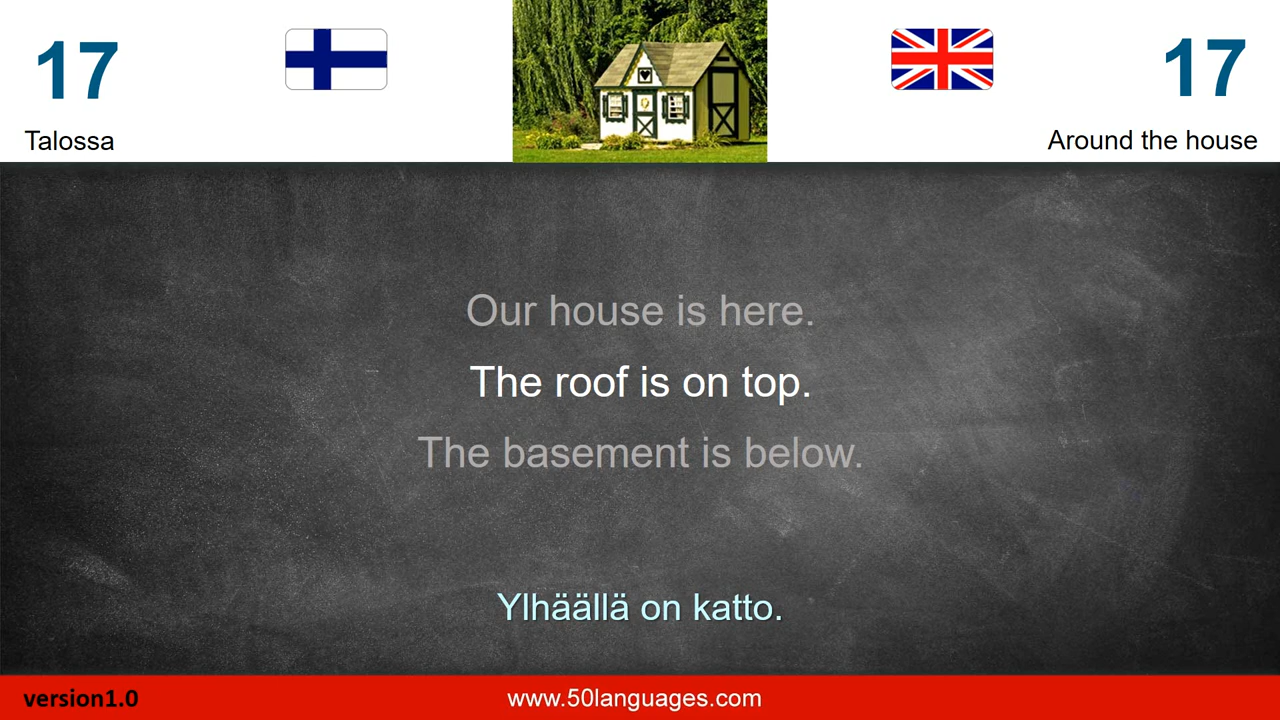 17
17
Talossa
Around the house
Our house is here.
The roof is on top.
The basement is below.
Ylhäällä on katto.
version1.0
www.50languages.com